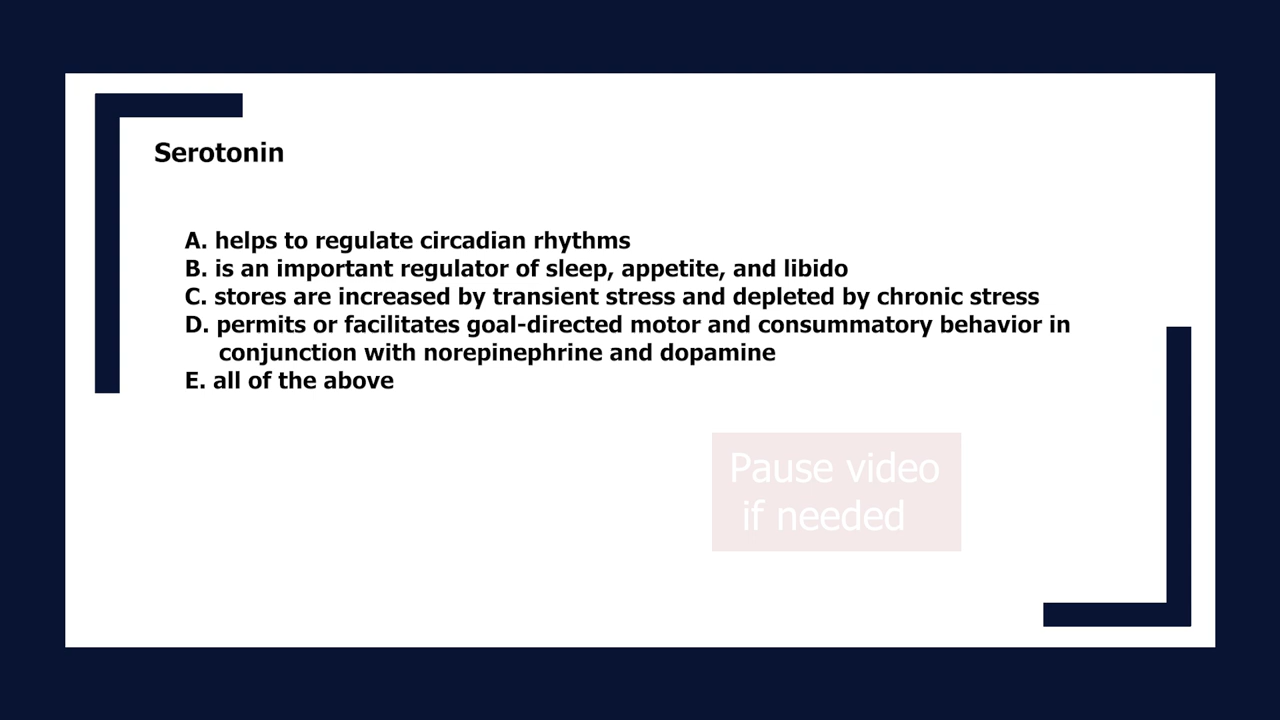 Serotonin
A. helps to regulate circadian rhythms
B. is an important regulator of sleep, appetite, and libido
C. stores are increased by transient stress and depleted by chronic stress
D. permits or facilitates goal-directed motor and consummatory behavior in
conjunction with norepinephrine and dopamine
E. all of the above
Pause video
if needed